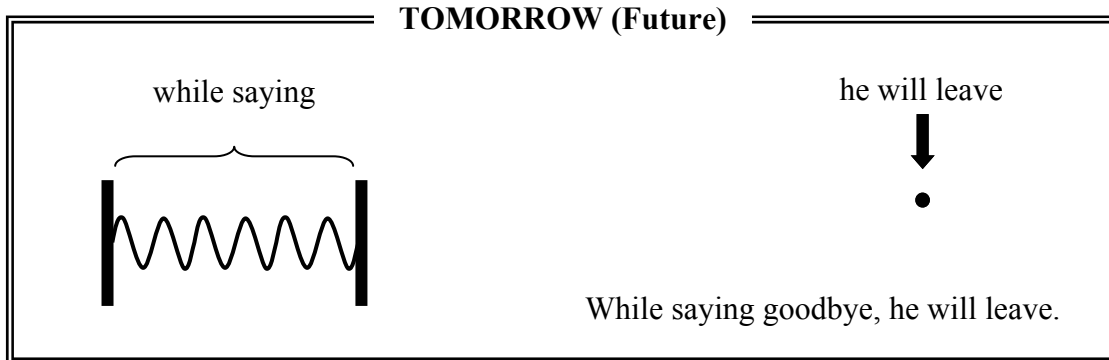 TOMORROW (Future)
while saying
he will leave
While saying goodbye, he will leave.